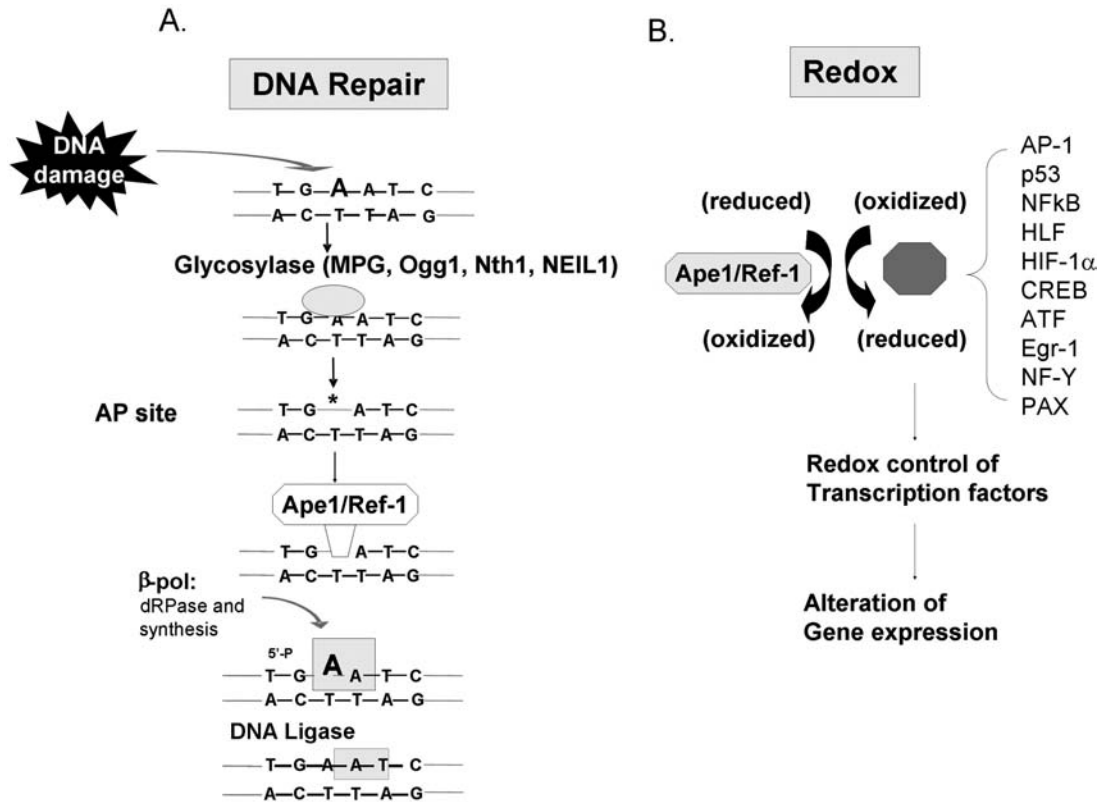 A.
DNA Repair
DNA
damage
T-G-A-A-T-C
A-C-T-T-A-G
Glycosylase (MPG, Ogg1, Nth1, NEIL1)
T-G-A-A-T-C
A-C-T-T-A-G
AP site
T-G * A-T-C
A-C-T-T-A-G
Ape1/Ref-1
T-G A-T-C
A-C-T-T-A-G
β-pol:
dRPase and
synthesis
5'-P
T-G A A-T-C
A-C-T-T-A-G
DNA Ligase
T-G-A-A-T-C
A-C-T-T-A-G
B.
Redox
(reduced) (oxidized)
Ape1/Ref-1
(oxidized) (reduced)
AP-1
p53
NFkB
HLF
HIF-1α
CREB
ATF
Egr-1
NF-Y
PAX
Redox control of
Transcription factors
Alteration of
Gene expression